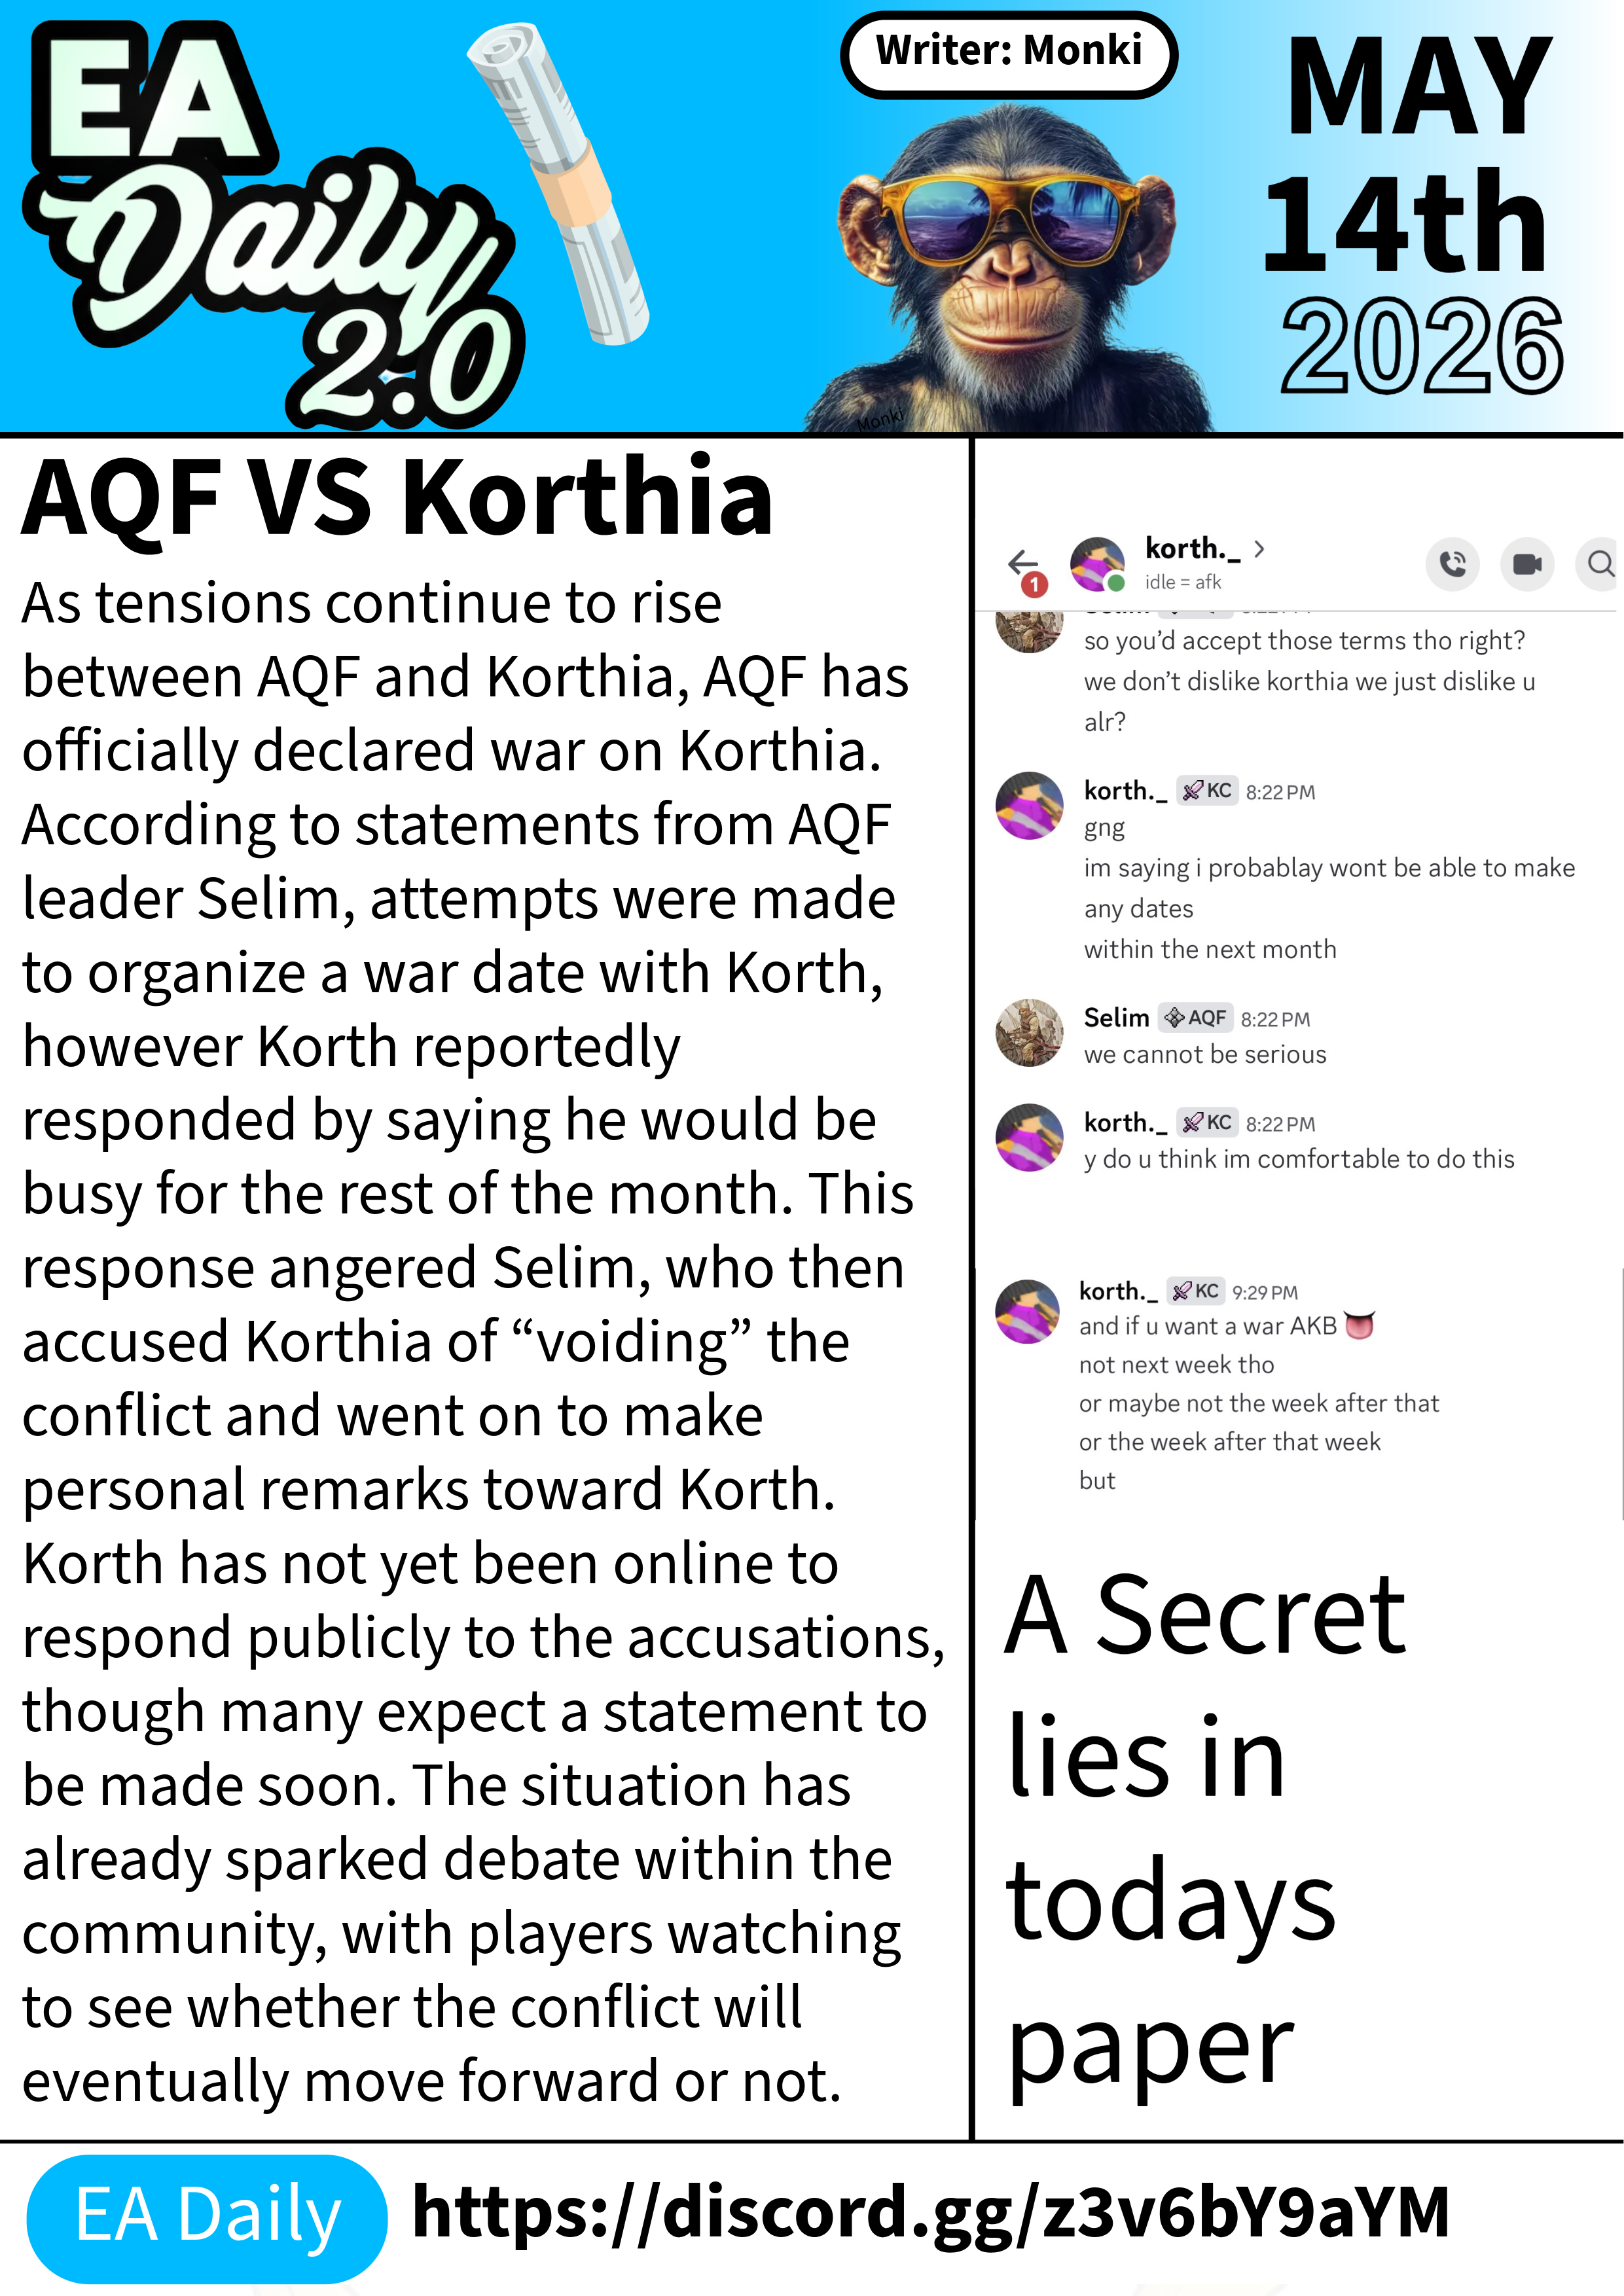 EA
Daily
2.0
Writer: Monki
Monki
MAY
14th
2026
AQF VS Korthia
As tensions continue to rise
between AQF and Korthia, AQF has
officially declared war on Korthia.
According to statements from AQF
leader Selim, attempts were made
to organize a war date with Korth,
however Korth reportedly
responded by saying he would be
busy for the rest of the month. This
response angered Selim, who then
accused Korthia of “voiding” the
conflict and went on to make
personal remarks toward Korth.
Korth has not yet been online to
respond publicly to the accusations,
though many expect a statement to
be made soon. The situation has
already sparked debate within the
community, with players watching
to see whether the conflict will
eventually move forward or not.
korth._
idle = afk
1
so you’d accept those terms tho right?
we don’t dislike korthia we just dislike u
alr?
korth._ KC 8:22 PM
gng
im saying i probablay wont be able to make
any dates
within the next month
Selim AQF 8:22 PM
we cannot be serious
korth._ KC 8:22 PM
y do u think im comfortable to do this
korth._ KC 9:29 PM
and if u want a war AKB 👅
not next week tho
or maybe not the week after that
or the week after that week
but
A Secret
lies in
todays
paper
EA Daily
https://discord.gg/z3v6bY9aYM